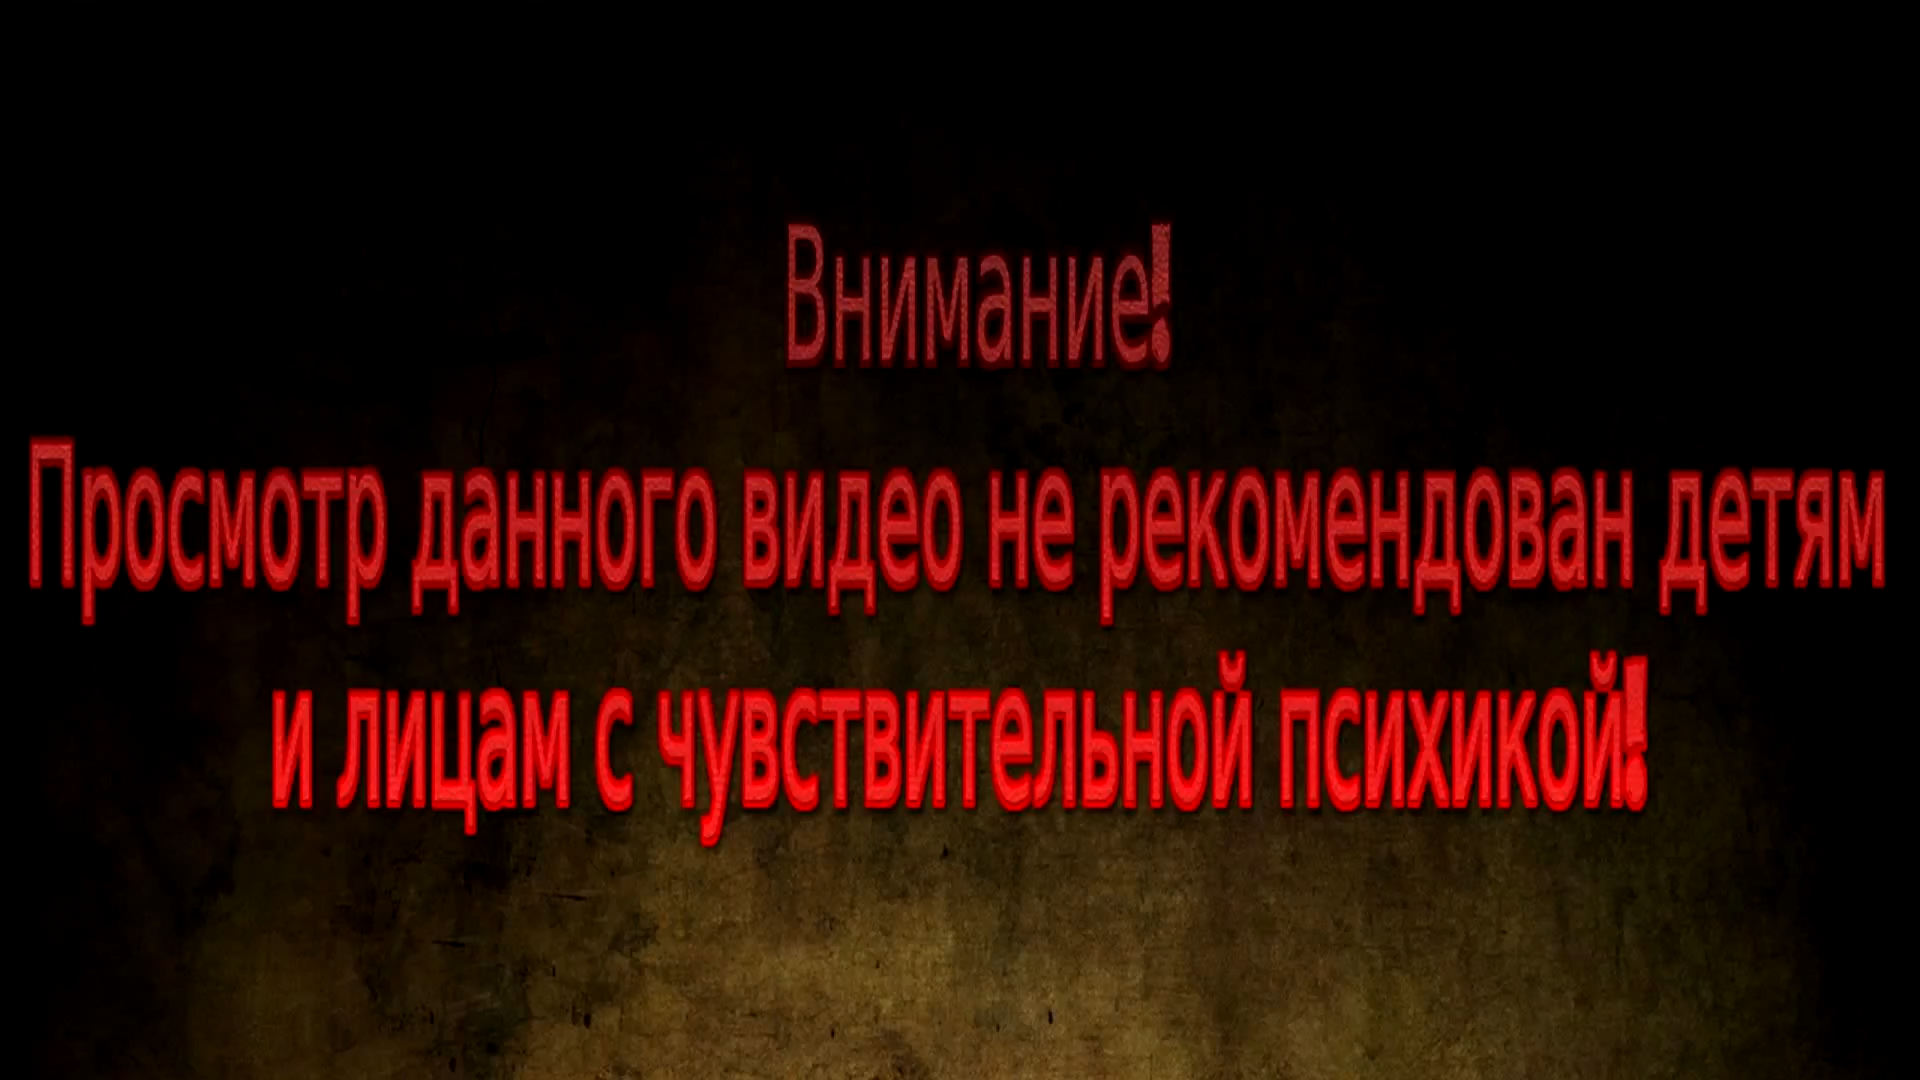 Внимание!
Просмотр данного видео не рекомендован детям
и лицам с чувствительной психикой!